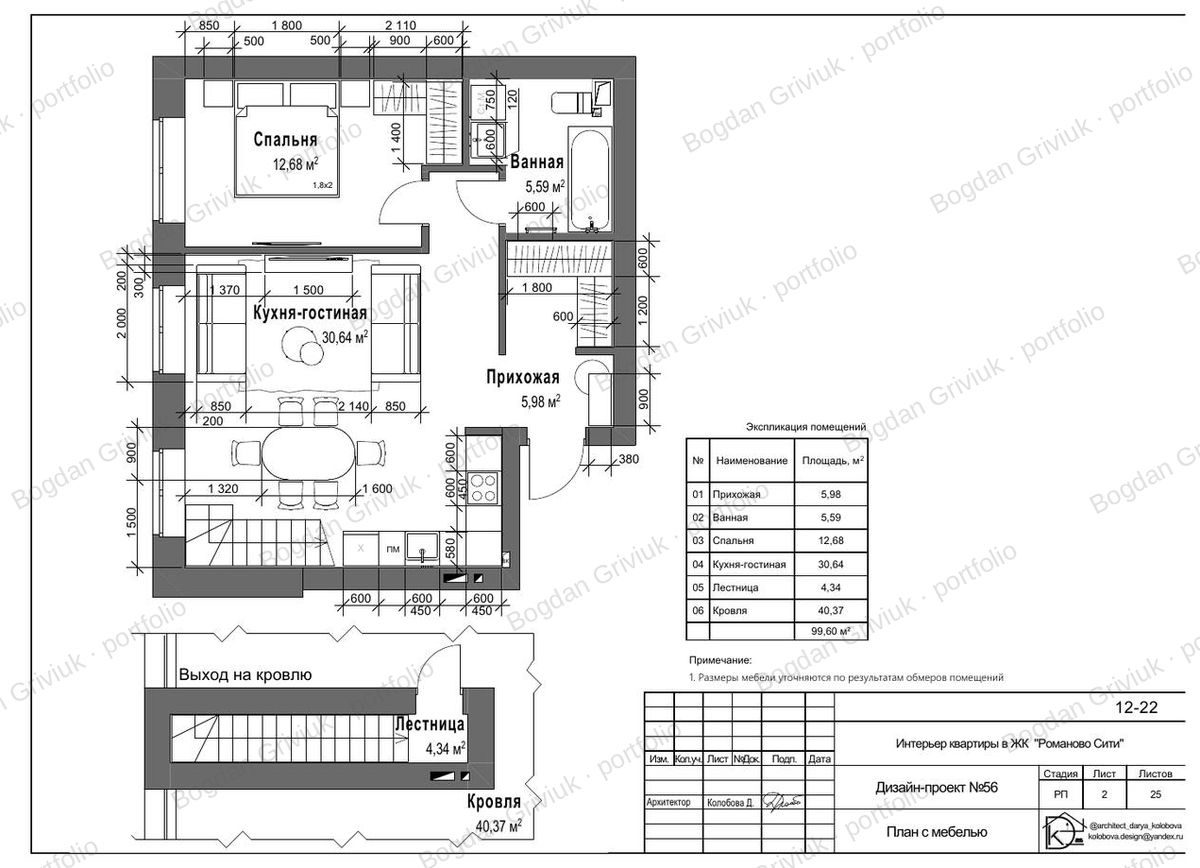 850
1 800
2 110
500
500
900
600
750
120
600
1 400
Спальня
12,68 м²
1,8х2
Ванная
5,59 м²
600
200
300
2 000
1 370
1 500
Кухня-гостиная
30,64 м²
600
1 800
1 200
600
Прихожая
5,98 м²
900
850
2 140
850
200
900
600
600
450
380
1 320
1 600
1 500
580
X
ПМ
600
600
600
450
450
Выход на кровлю
Лестница
4,34 м²
Кровля
40,37 м²
Экспликация помещений
№ Наименование Площадь, м²
01 Прихожая 5,98
02 Ванная 5,59
03 Спальня 12,68
04 Кухня-гостиная 30,64
05 Лестница 4,34
06 Кровля 40,37
99,60 м²
Примечание:
1. Размеры мебели уточняются по результатам обмеров помещений
12-22
Интерьер квартиры в ЖК "Романово Сити"
Изм. Кол.уч. Лист №Док. Подп. Дата
Дизайн-проект №56
Стадия Лист Листов
РП 2 25
Архитектор Колобова Д.
План с мебелью
@architect_darya_kolobova
kolobova.design@yandex.ru
Bogdan Griviuk · portfolio